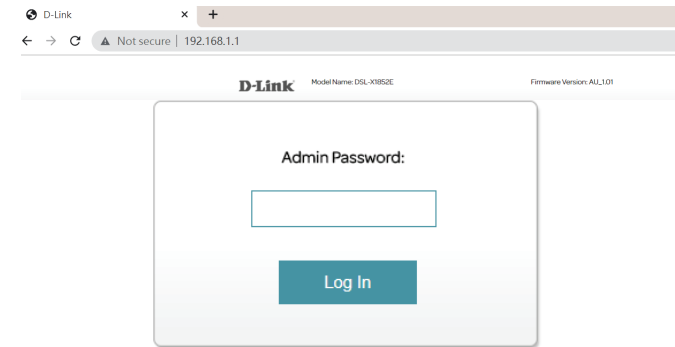 D-Link × +
Not secure | 192.168.1.1
D-Link Model Name: DSL-X1852E Firmware Version: AU_1.01
Admin Password:
Log In